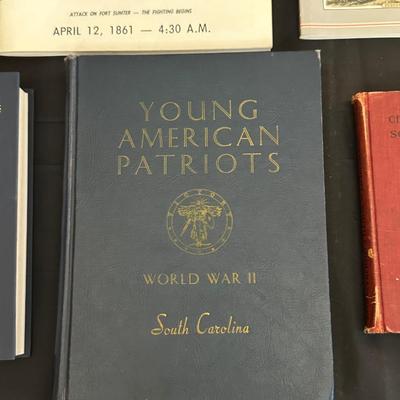 ATTACK ON FORT SUMTER — THE FIGHTING BEGINS
APRIL 12, 1861 — 4:30 A.M.
YOUNG
AMERICAN
PATRIOTS
WORLD WAR II
South Carolina